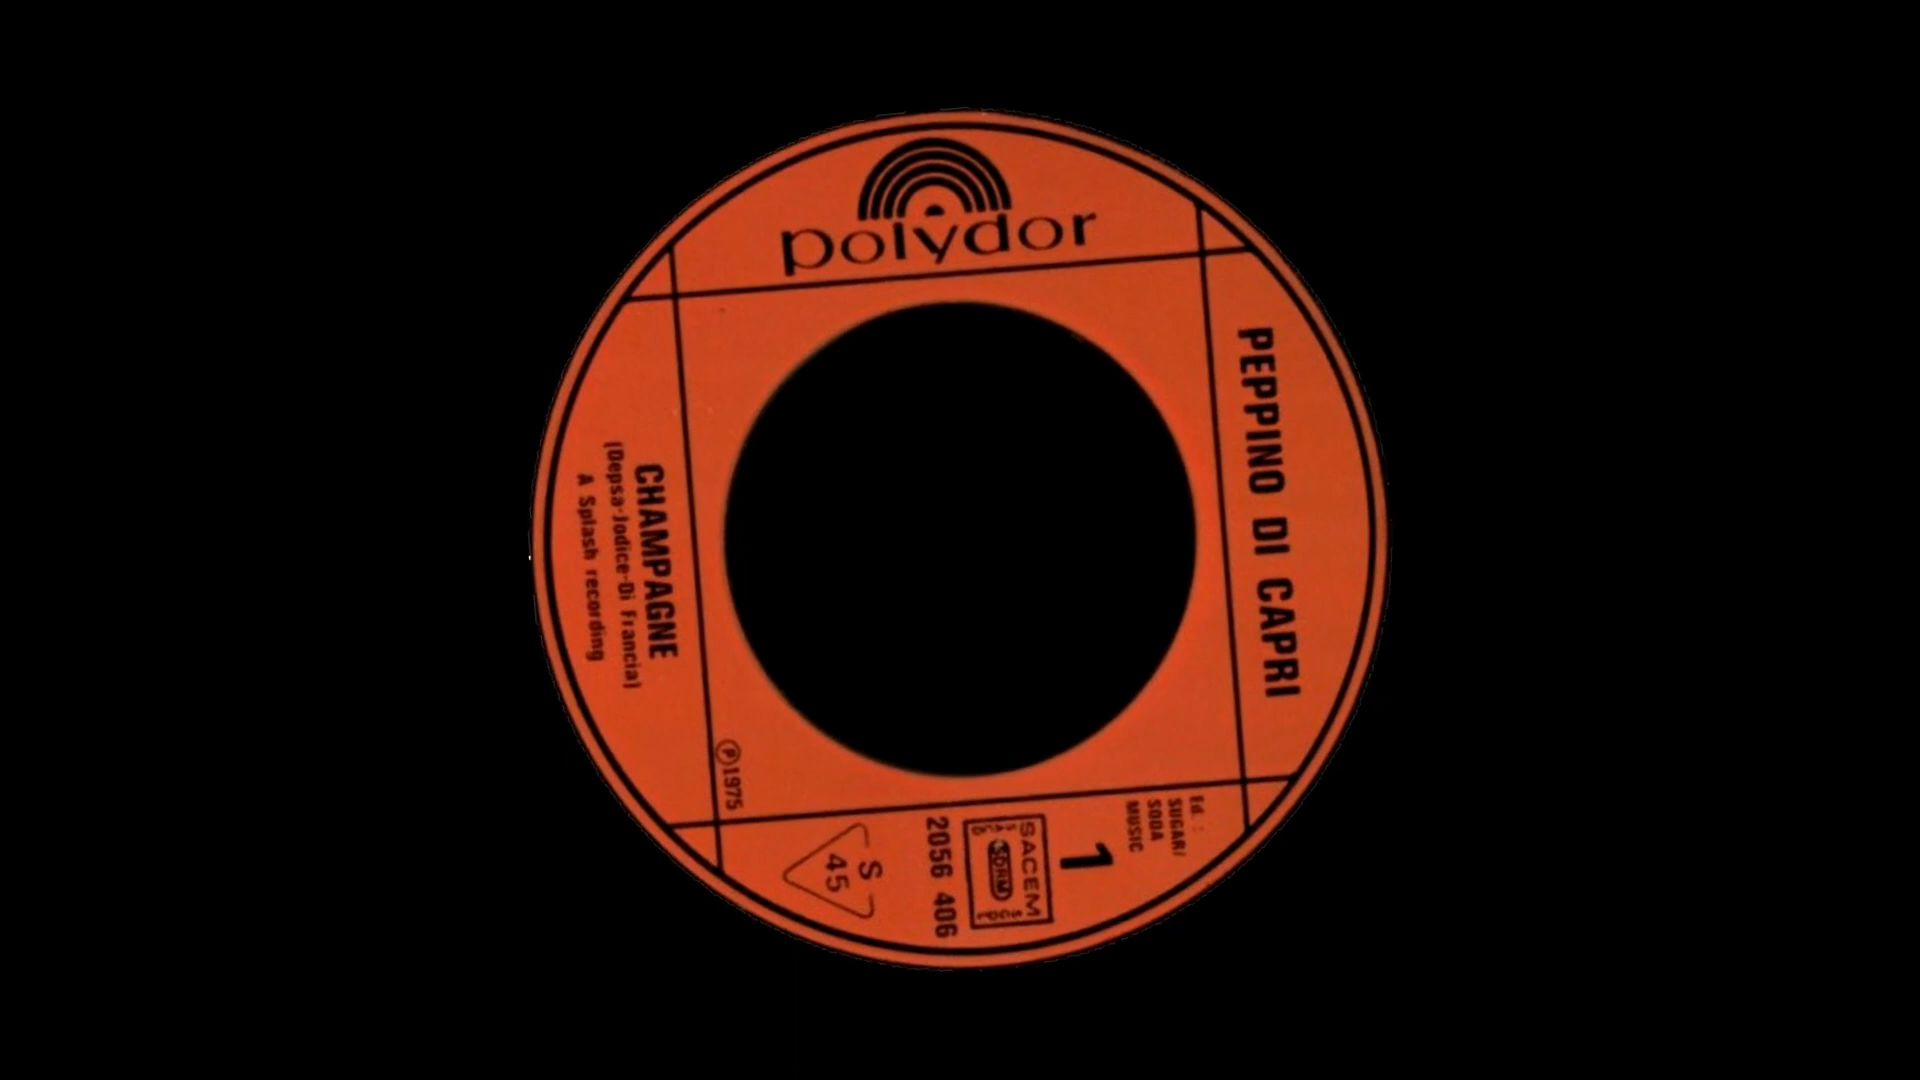 polydor
PEPPINO DI CAPRI
Ed. :
SUGAR/
SODA
MUSIC
1
SACEM
SDRM
2056 406
S
45
℗1975
CHAMPAGNE
(Depsa-Jodice-Di Francia)
A Splash recording